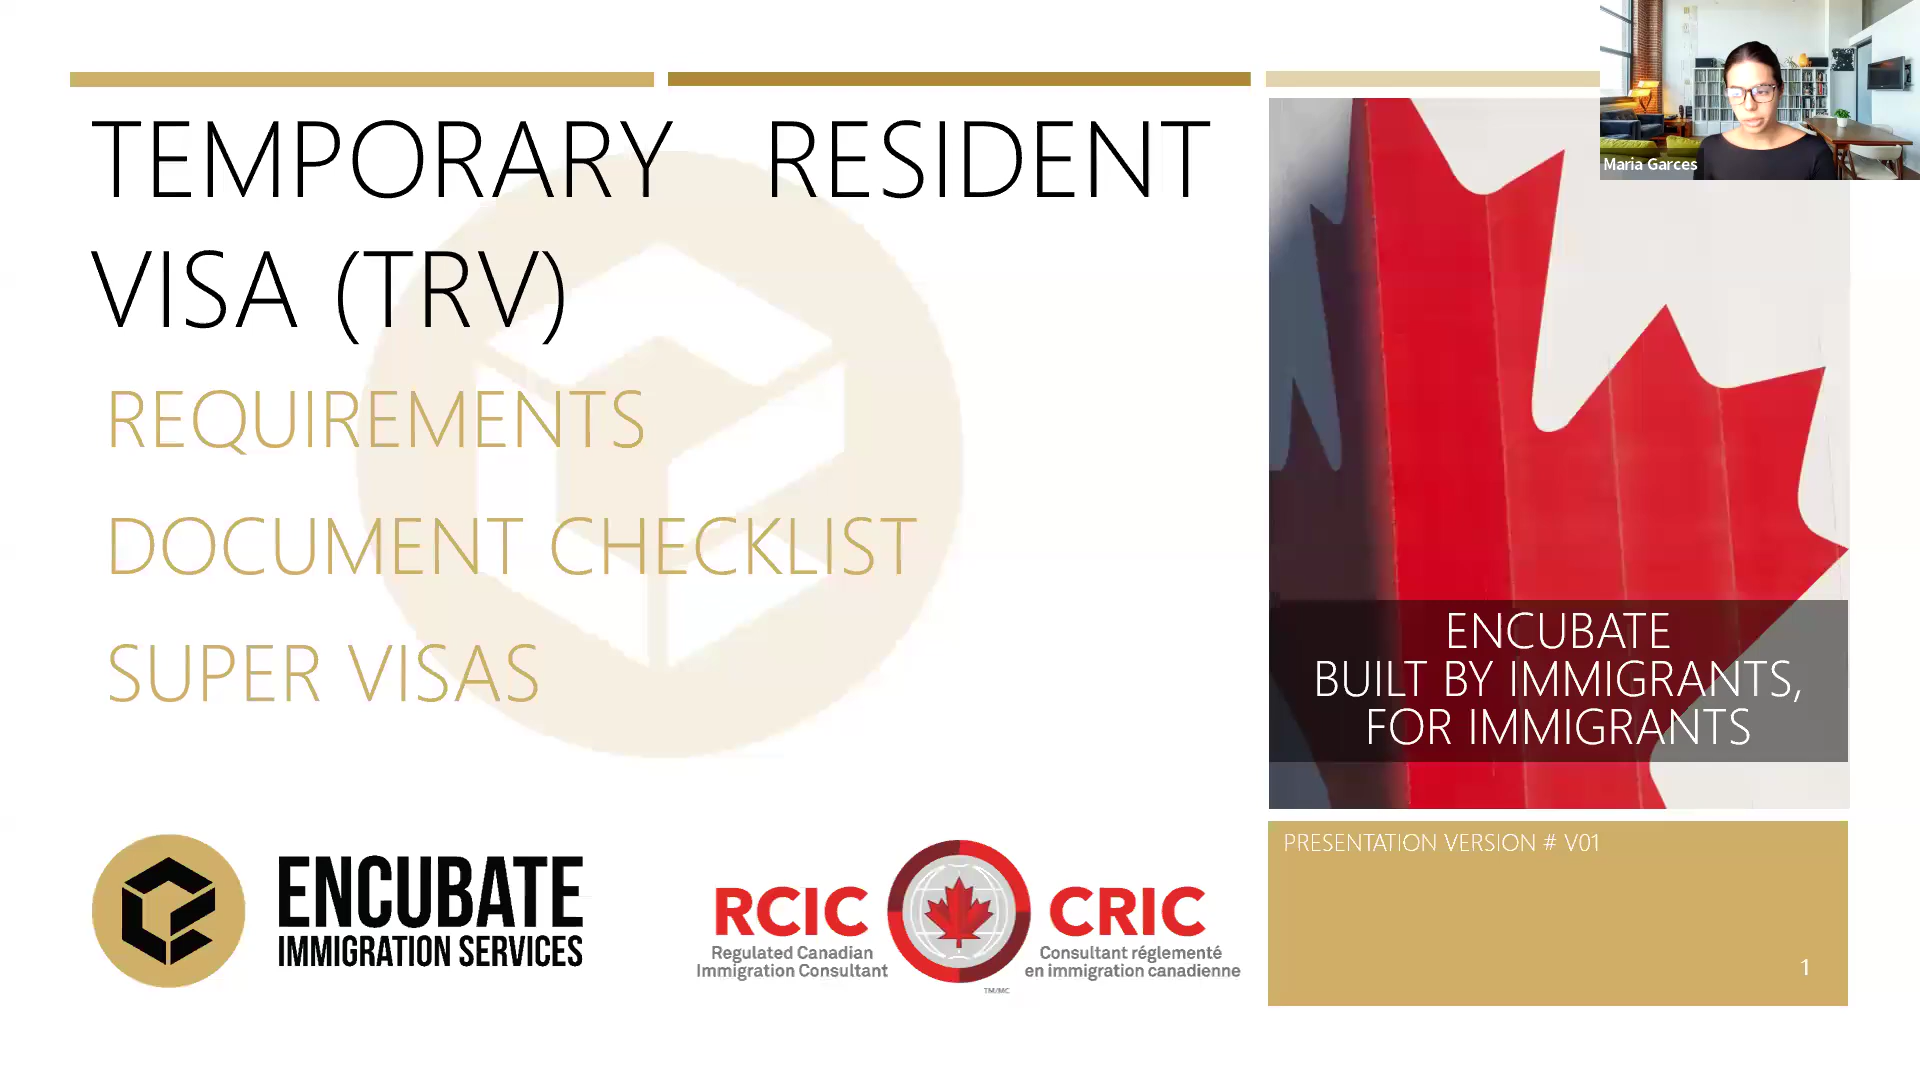 TEMPORARY RESIDENT
VISA (TRV)
REQUIREMENTS
DOCUMENT CHECKLIST
SUPER VISAS
ENCUBATE
IMMIGRATION SERVICES
RCIC
Regulated Canadian
Immigration Consultant
CRIC
Consultant réglementé
en immigration canadienne
TM/MC
Maria Garces
ENCUBATE
BUILT BY IMMIGRANTS,
FOR IMMIGRANTS
PRESENTATION VERSION # V01
1